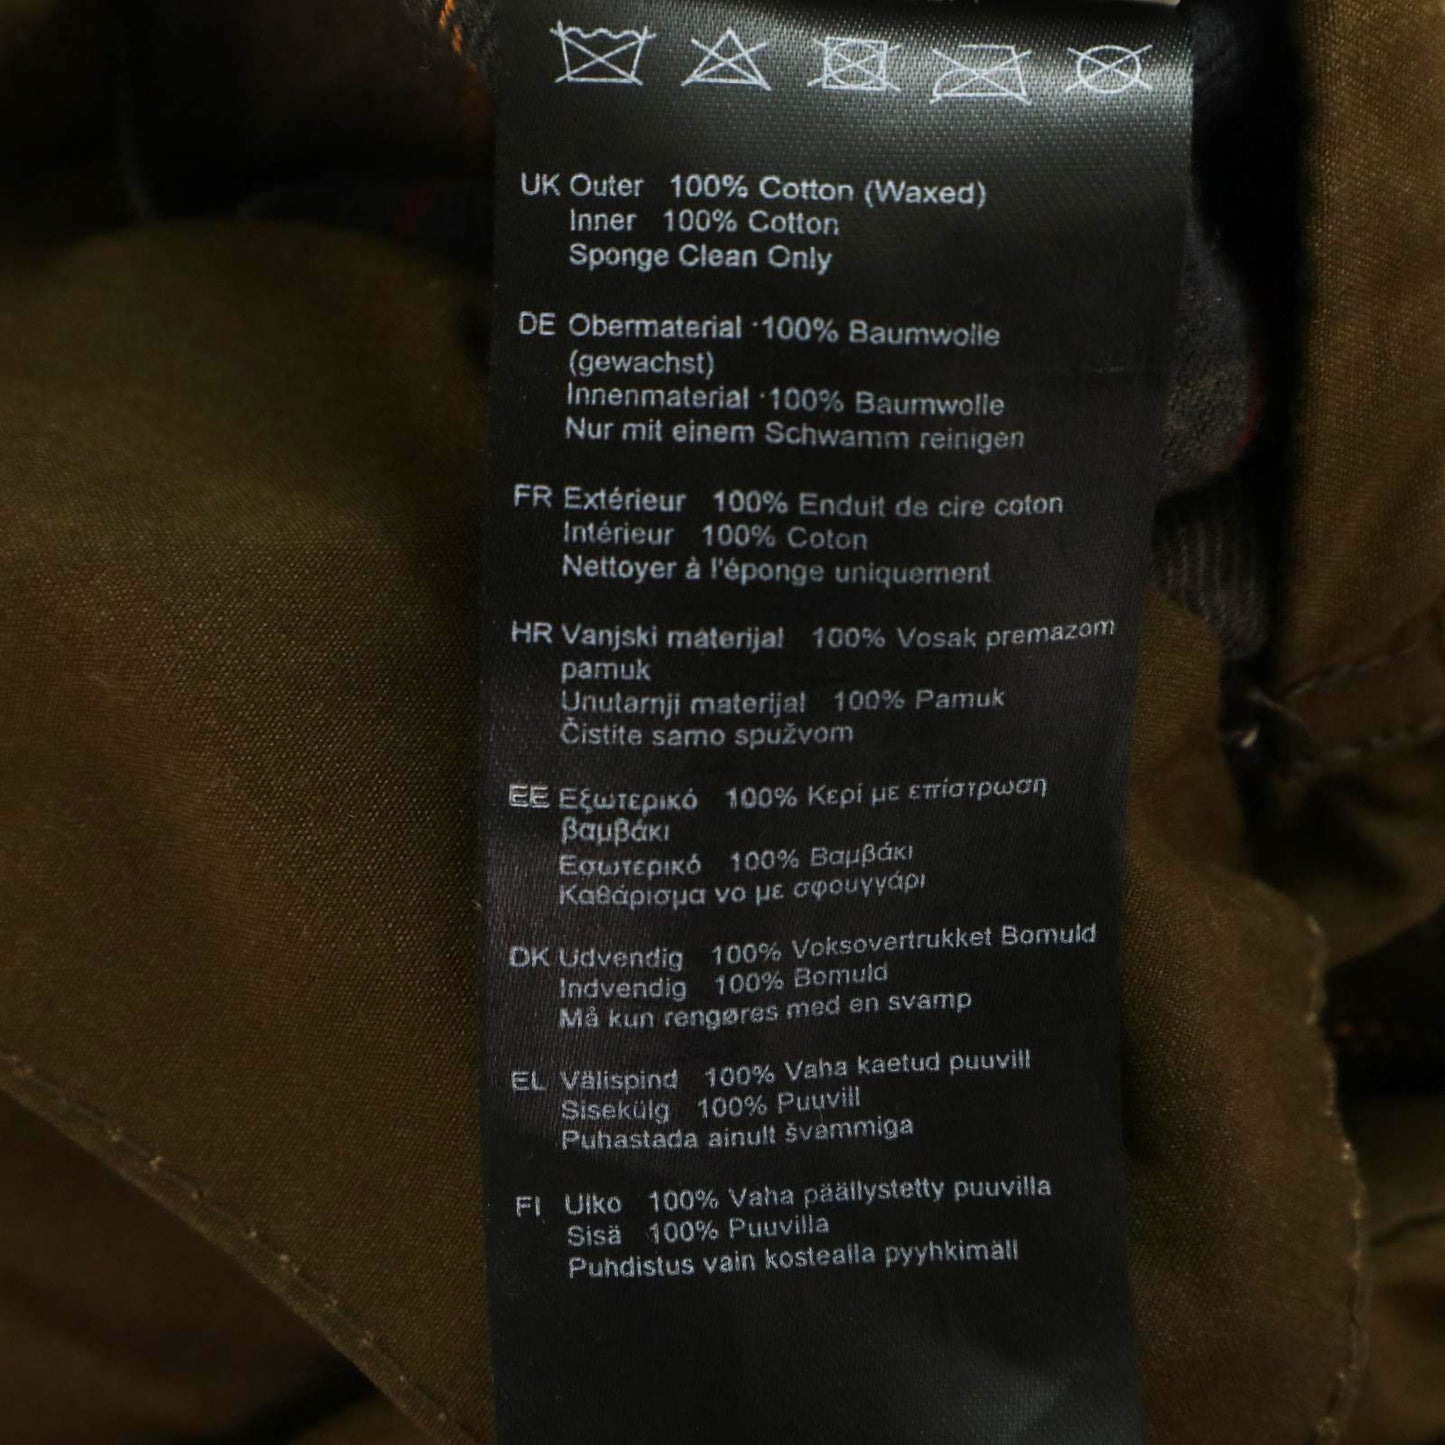 UK Outer 100% Cotton (Waxed)
Inner 100% Cotton
Sponge Clean Only
DE Obermaterial ·100% Baumwolle
(gewachst)
Innenmaterial ·100% Baumwolle
Nur mit einem Schwamm reinigen
FR Extérieur 100% Enduit de cire coton
Intérieur 100% Coton
Nettoyer à l'éponge uniquement
HR Vanjski materijal 100% Vosak premazom
pamuk
Unutarnji materijal 100% Pamuk
Čistite samo spužvom
EE Εξωτερικό 100% Κερί με επίστρωση
βαμβάκι
Εσωτερικό 100% Βαμβάκι
Καθάρισμα νο με σφουγγάρι
DK Udvendig 100% Voksovertrukket Bomuld
Indvendig 100% Bomuld
Må kun rengøres med en svamp
EL Välispind 100% Vaha kaetud puuvill
Sisekülg 100% Puuvill
Puhastada ainult švammiga
FI Ulko 100% Vaha päällystetty puuvilla
Sisä 100% Puuvilla
Puhdistus vain kostealla pyyhkimäll